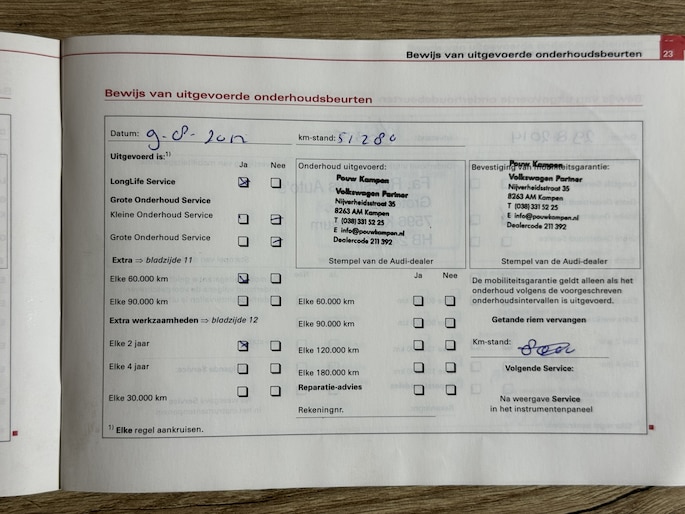 Bewijs van uitgevoerde onderhoudsbeurten 23
Bewijs van uitgevoerde onderhoudsbeurten
Datum: 9-8-2012 km-stand: 51280
Uitgevoerd is:1)
Ja Nee
LongLife Service
Grote Onderhoud Service
Kleine Onderhoud Service
Grote Onderhoud Service
Extra ⇒ bladzijde 11
Elke 60.000 km
Elke 90.000 km
Extra werkzaamheden ⇒ bladzijde 12
Elke 2 jaar
Elke 4 jaar
Elke 30.000 km
1) Elke regel aankruisen.
Onderhoud uitgevoerd:
Pouw Kampen
Volkswagen Partner
Nijverheidsstraat 35
8263 AM Kampen
T (038) 331 52 25
E info@pouwkampen.nl
Dealercode 211 392
Stempel van de Audi-dealer
Ja Nee
Elke 60.000 km
Elke 90.000 km
Elke 120.000 km
Elke 180.000 km
Reparatie-advies
Rekeningnr.
Bevestiging van mobiliteitsgarantie:
Pouw Kampen
Volkswagen Partner
Nijverheidsstraat 35
8263 AM Kampen
T (038) 331 52 25
E info@pouwkampen.nl
Dealercode 211 392
Stempel van de Audi-dealer
De mobiliteitsgarantie geldt alleen als het
onderhoud volgens de voorgeschreven
onderhoudsintervallen is uitgevoerd.
Getande riem vervangen
Km-stand:
Volgende Service:
Na weergave Service
in het instrumentenpaneel